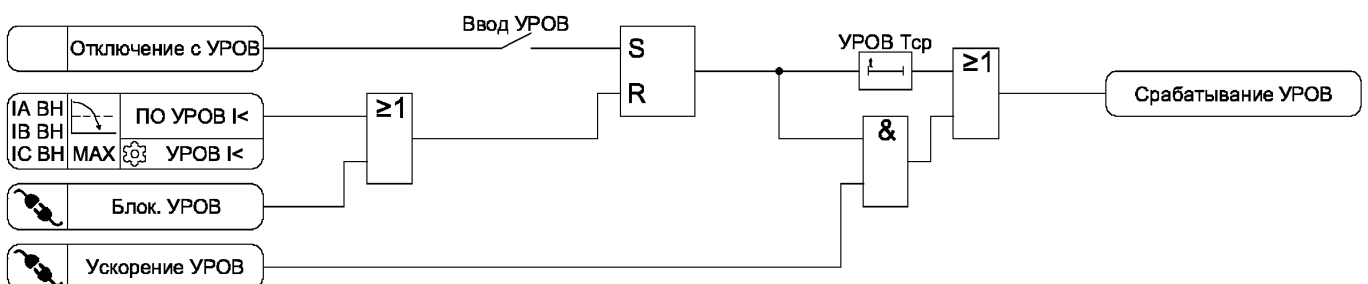 Ввод УРОВ
Отключение с УРОВ
S
R
УРОВ Тср
t
≥1
Срабатывание УРОВ
IA ВН
IB ВН
IC ВН
MAX
ПО УРОВ I<
УРОВ I<
≥1
&
Блок. УРОВ
Ускорение УРОВ